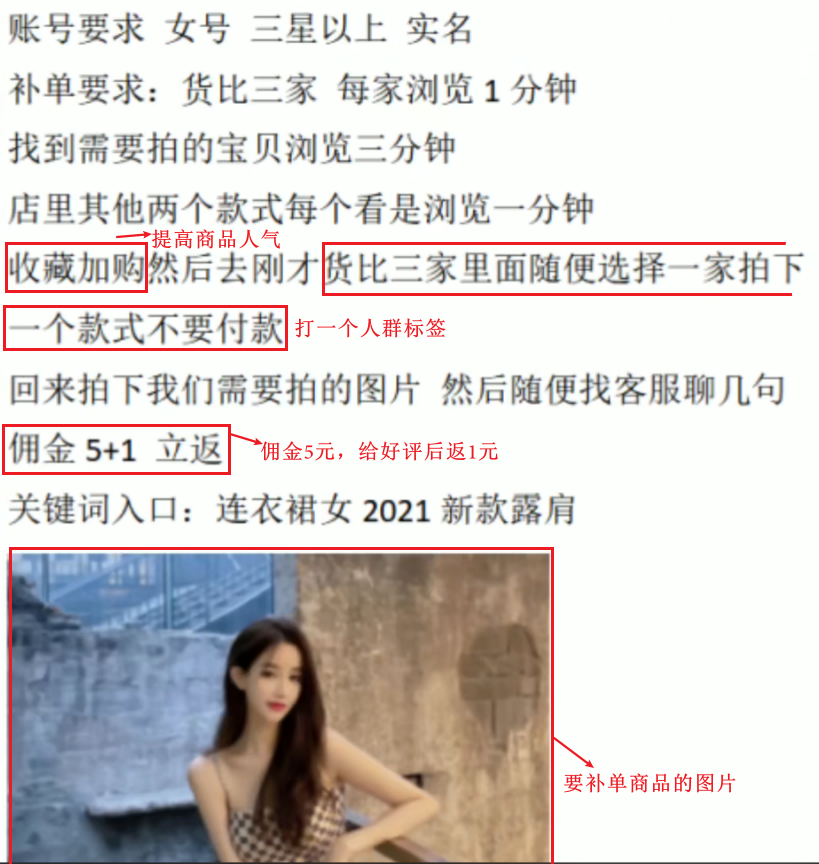 账号要求 女号 三星以上 实名
补单要求：货比三家 每家浏览 1 分钟
找到需要拍的宝贝浏览三分钟
店里其他两个款式每个看是浏览一分钟
提高商品人气
收藏加购然后去刚才货比三家里面随便选择一家拍下
一个款式不要付款 打一个人群标签
回来拍下我们需要拍的图片 然后随便找客服聊几句
佣金 5+1 立返 佣金5元，给好评后返1元
关键词入口：连衣裙女 2021 新款露肩
要补单商品的图片